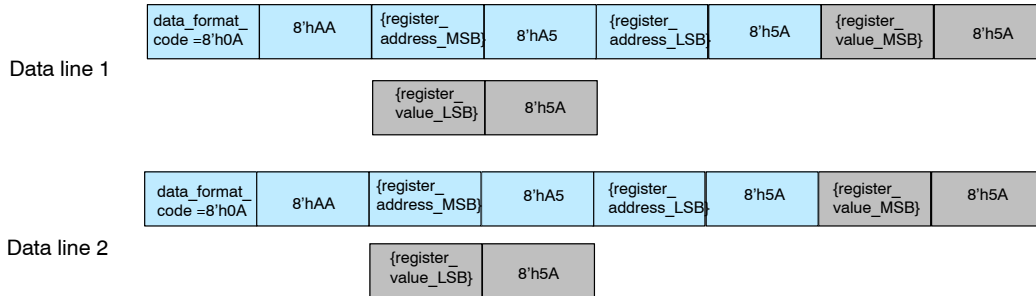 data_format_
code =8'h0A
8'hAA
{register_
address_MSB}
8'hA5
{register_
address_LSB}
8'h5A
{register_
value_MSB}
8'h5A
Data line 1
{register_
value_LSB}
8'h5A
data_format_
code =8'h0A
8'hAA
{register_
address_MSB}
8'hA5
{register_
address_LSB}
8'h5A
{register_
value_MSB}
8'h5A
Data line 2
{register_
value_LSB}
8'h5A